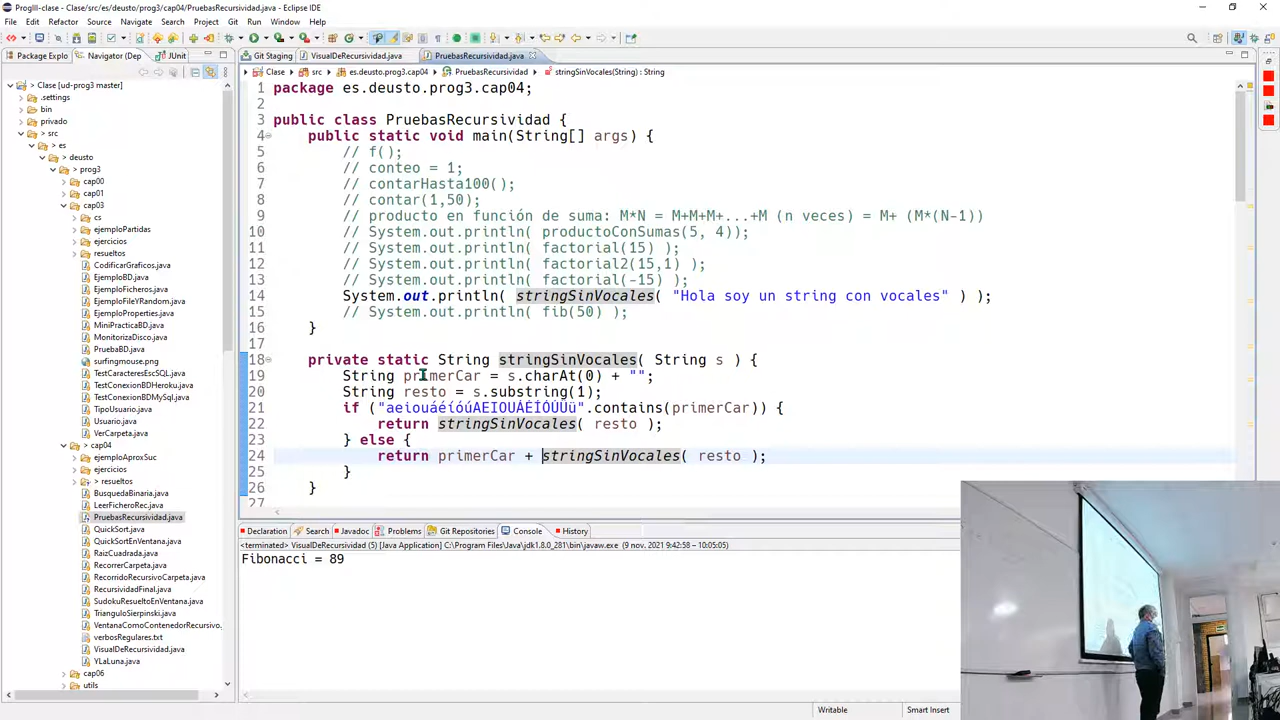 ProgIII-clase - Clase/src/es/deusto/prog3/cap04/PruebasRecursividad.java - Eclipse IDE
File Edit Refactor Source Navigate Search Project Git Run Window Help
Package Explo Navigator (Dep JUnit
Git Staging VisualDeRecursividad.java PruebasRecursividad.java
Clase src es.deusto.prog3.cap04 PruebasRecursividad stringSinVocales(String) : String
Clase [ud-prog3 master]
.settings
bin
privado
> src
> es
> deusto
> prog3
cap00
cap01
> cap03
> cs
ejemploPartidas
ejercicios
resueltos
CodificarGraficos.java
EjemploBD.java
EjemploFicheros.java
EjemploFileYRandom.java
EjemploProperties.java
MiniPracticaBD.java
MonitorizaDisco.java
PruebaBD.java
surfingmouse.png
TestCaracteresEscSQL.java
TestConexionBDHeroku.java
TestConexionBDMySql.java
TipoUsuario.java
Usuario.java
VerCarpeta.java
> cap04
ejemploAproxSuc
ejercicios
> resueltos
BusquedaBinaria.java
LeerFicheroRec.java
PruebasRecursividad.java
QuickSort.java
QuickSortEnVentana.java
RaizCuadrada.java
RecorrerCarpeta.java
RecorridoRecursivoCarpeta.java
RecursividadFinal.java
SudokuResueltoEnVentana.java
TrianguloSierpinski.java
VentanaComoContenedorRecursivo.
verbosRegulares.txt
VisualDeRecursividad.java
YLaLuna.java
cap06
utils
1 package es.deusto.prog3.cap04;
2
3 public class PruebasRecursividad {
4 public static void main(String[] args) {
5 // f();
6 // conteo = 1;
7 // contarHasta100();
8 // contar(1,50);
9 // producto en función de suma: M*N = M+M+M+...+M (n veces) = M+ (M*(N-1))
10 // System.out.println( productoConSumas(5, 4));
11 // System.out.println( factorial(15) );
12 // System.out.println( factorial2(15,1) );
13 // System.out.println( factorial(-15) );
14 System.out.println( stringSinVocales( "Hola soy un string con vocales" ) );
15 // System.out.println( fib(50) );
16 }
17
18 private static String stringSinVocales( String s ) {
19 String primerCar = s.charAt(0) + "";
20 String resto = s.substring(1);
21 if ("aeiouáéíóúAEIOUÁÉÍÓÚÜü".contains(primerCar)) {
22 return stringSinVocales( resto );
23 } else {
24 return primerCar + stringSinVocales( resto );
25 }
26 }
27
Declaration Search Javadoc Problems Git Repositories Console History
<terminated> VisualDeRecursividad (5) [Java Application] C:\Program Files\Java\jdk1.8.0_281\bin\javaw.exe (9 nov. 2021 9:42:58 – 10:05:05)
Fibonacci = 89
Writable Smart Insert